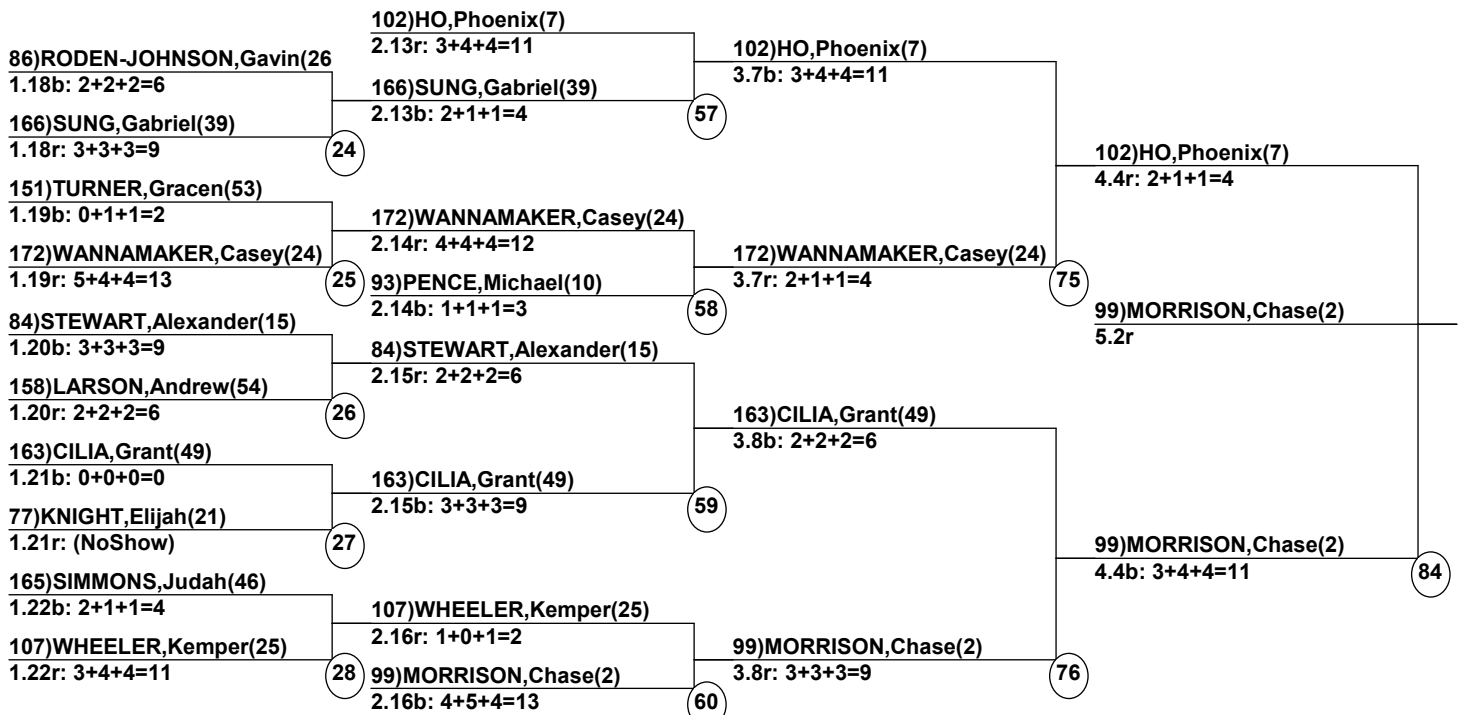 102)HO,Phoenix(7)
2.13r: 3+4+4=11
86)RODEN-JOHNSON,Gavin(26
1.18b: 2+2+2=6
166)SUNG,Gabriel(39)
1.18r: 3+3+3=9
24
166)SUNG,Gabriel(39)
2.13b: 2+1+1=4
57
102)HO,Phoenix(7)
3.7b: 3+4+4=11
151)TURNER,Gracen(53)
1.19b: 0+1+1=2
172)WANNAMAKER,Casey(24)
1.19r: 5+4+4=13
25
172)WANNAMAKER,Casey(24)
2.14r: 4+4+4=12
93)PENCE,Michael(10)
2.14b: 1+1+1=3
58
172)WANNAMAKER,Casey(24)
3.7r: 2+1+1=4
75
102)HO,Phoenix(7)
4.4r: 2+1+1=4
99)MORRISON,Chase(2)
5.2r
84)STEWART,Alexander(15)
1.20b: 3+3+3=9
158)LARSON,Andrew(54)
1.20r: 2+2+2=6
26
84)STEWART,Alexander(15)
2.15r: 2+2+2=6
163)CILIA,Grant(49)
1.21b: 0+0+0=0
77)KNIGHT,Elijah(21)
1.21r: (NoShow)
27
163)CILIA,Grant(49)
2.15b: 3+3+3=9
59
163)CILIA,Grant(49)
3.8b: 2+2+2=6
165)SIMMONS,Judah(46)
1.22b: 2+1+1=4
107)WHEELER,Kemper(25)
1.22r: 3+4+4=11
28
107)WHEELER,Kemper(25)
2.16r: 1+0+1=2
99)MORRISON,Chase(2)
2.16b: 4+5+4=13
60
99)MORRISON,Chase(2)
3.8r: 3+3+3=9
76
99)MORRISON,Chase(2)
4.4b: 3+4+4=11
84